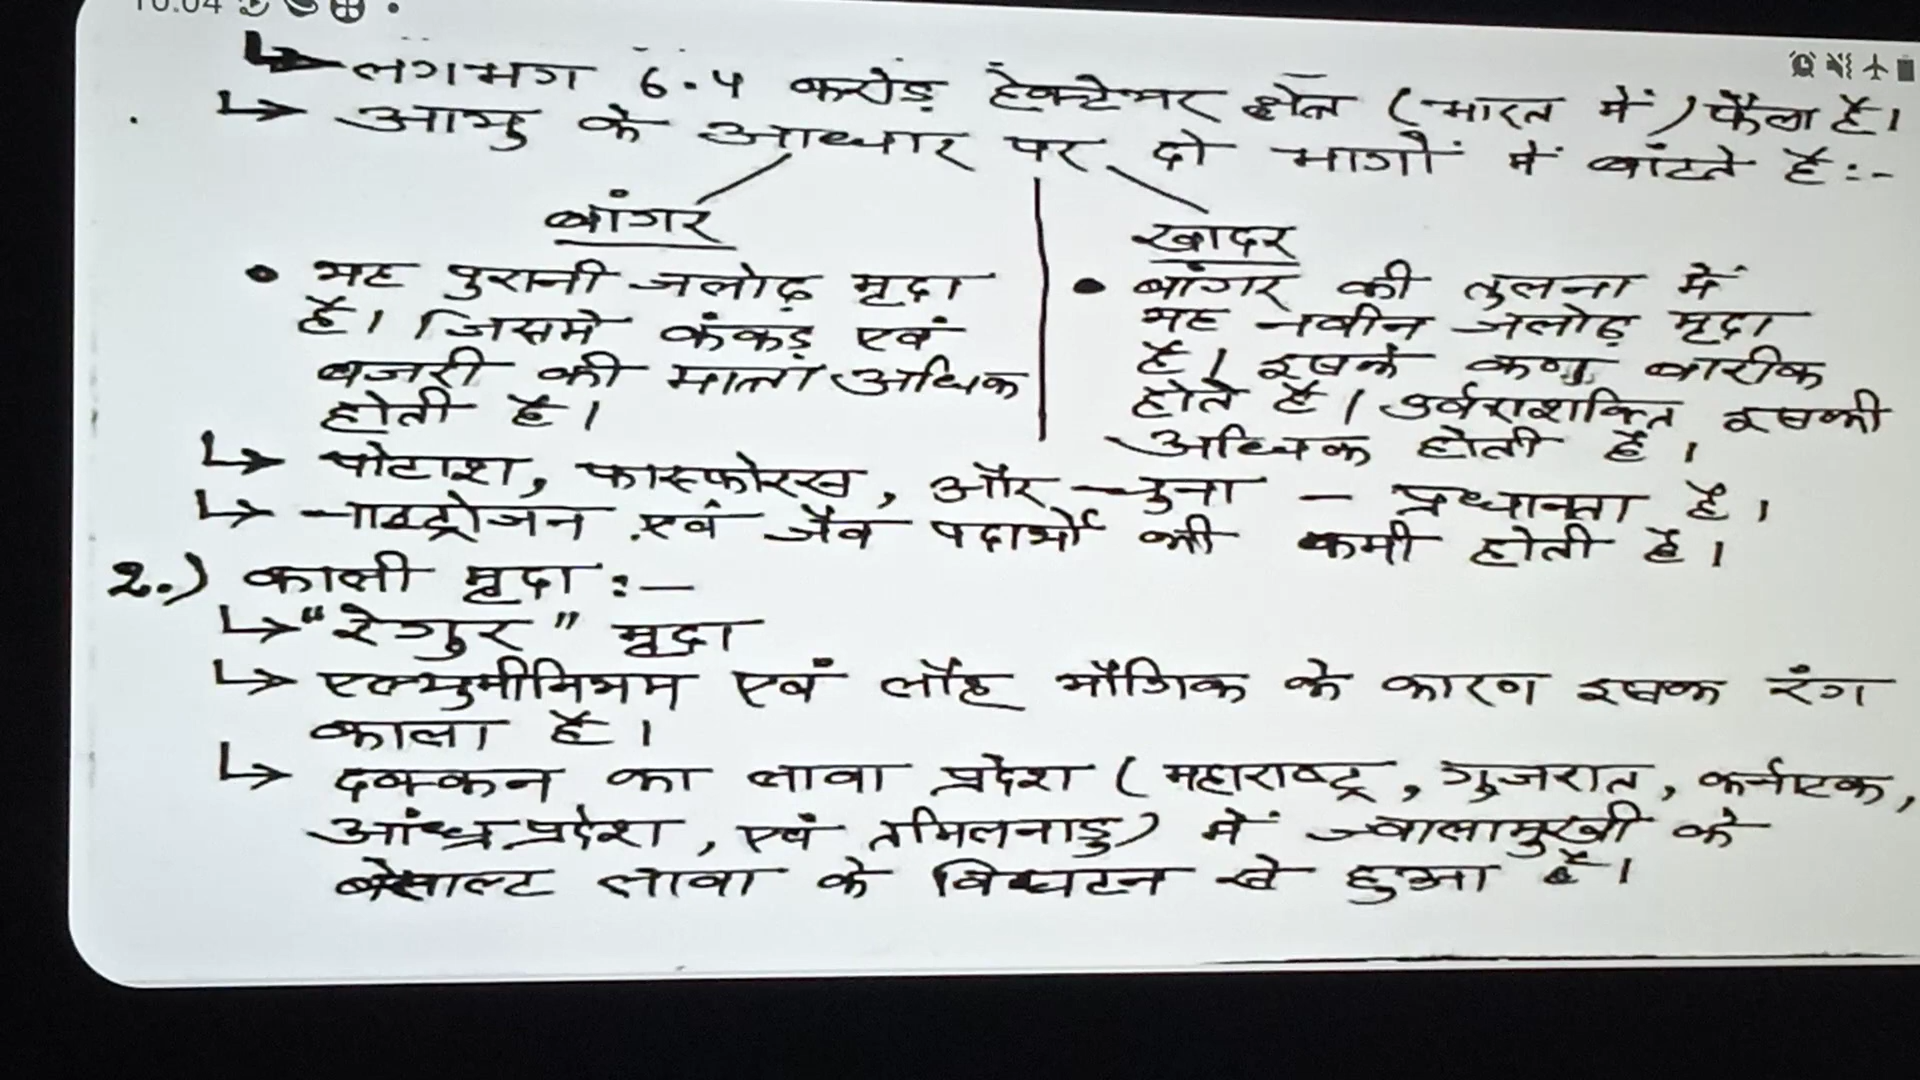 10:04
↳ लगभग 6.4 करोड़ हेक्टेयर क्षेत्र (भारत में) फैला है।
↳ आयु के आधार पर दो भागों में बांटते है:-
बांगर
• यह पुरानी जलोढ़ मृदा
है। जिसमे कंकड़ एवं
बजरी की मात्रा अधिक
होती है।
खादर
• बांगर की तुलना में
यह नवीन जलोढ़ मृदा
है। इसके कण बारीक
होते है। उर्वराशक्ति इसकी
अधिक होती है।
↳ पोटाश, फास्फोरस, और चुना - प्रधानता है।
↳ नाइट्रोजन एवं जैव पदार्थो की कमी होती है।
2.) काली मृदा :-
↳ "रेगुर" मृदा
↳ एल्युमीनियम एवं लौह यौगिक के कारण इसका रंग
काला है।
↳ दक्कन का लावा प्रदेश (महाराष्ट्र, गुजरात, कर्नाटक,
आंध्रप्रदेश, एवं तमिलनाडु) में ज्वालामुखी के
बेसाल्ट लावा के विघटन से हुआ है।